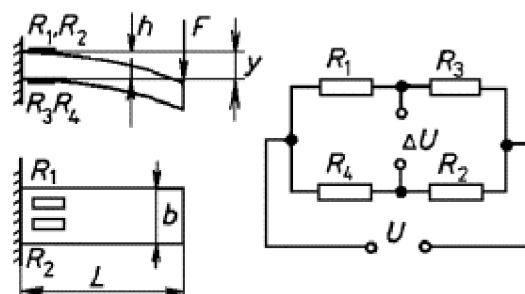 R₁,R₂ h F
y
R₃R₄
R₁
b
R₂
L
R₁ R₃
ΔU
R₄ R₂
U